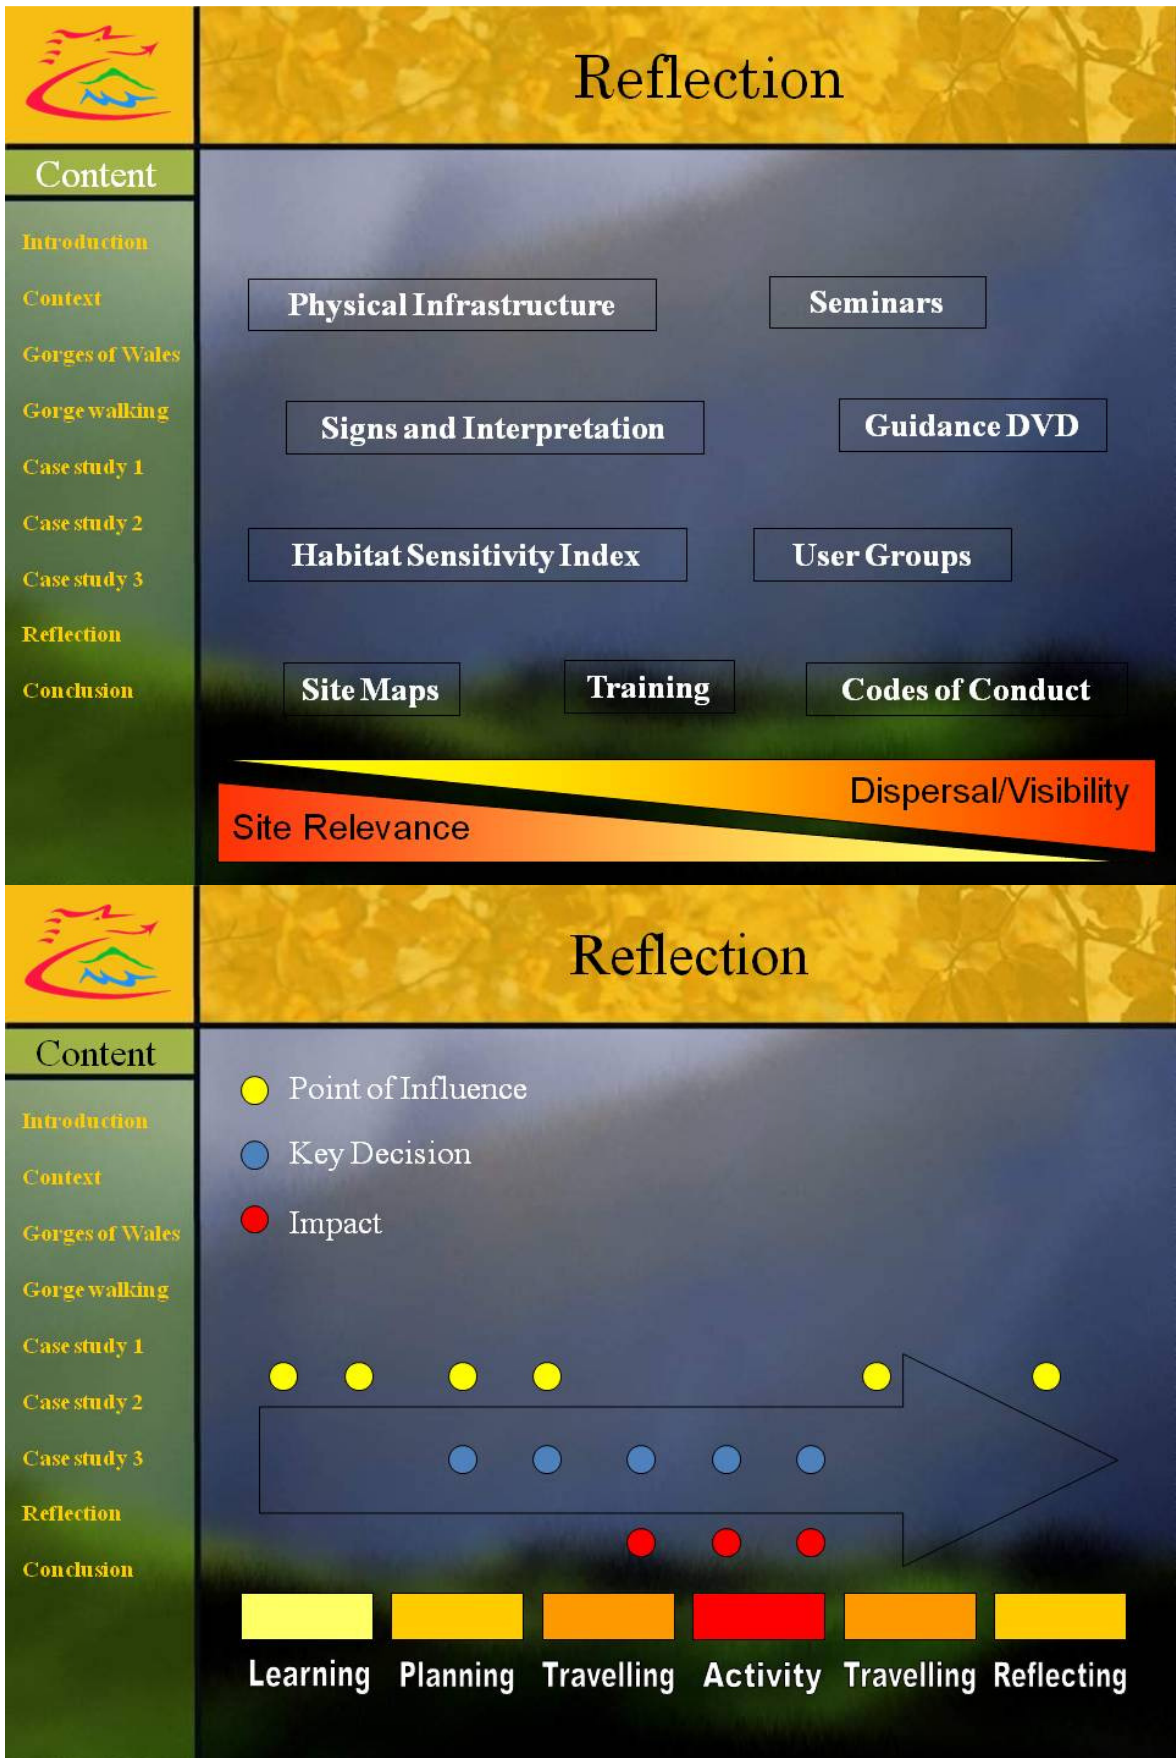 Reflection
Content
Introduction
Context
Gorges of Wales
Gorge walking
Case study 1
Case study 2
Case study 3
Reflection
Conclusion
Physical Infrastructure
Seminars
Signs and Interpretation
Guidance DVD
Habitat Sensitivity Index
User Groups
Site Maps
Training
Codes of Conduct
Dispersal/Visibility
Site Relevance
Reflection
Content
Introduction
Context
Gorges of Wales
Gorge walking
Case study 1
Case study 2
Case study 3
Reflection
Conclusion
Point of Influence
Key Decision
Impact
Learning
Planning
Travelling
Activity
Travelling
Reflecting